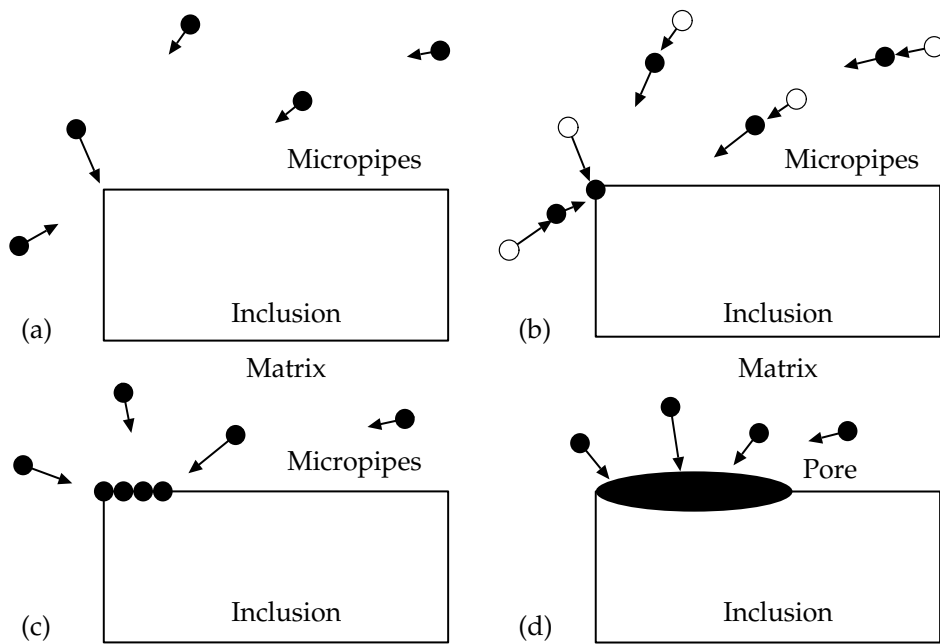 Micropipes
Inclusion
(a)
Matrix
Micropipes
Inclusion
(b)
Matrix
Micropipes
Inclusion
(c)
Pore
Inclusion
(d)